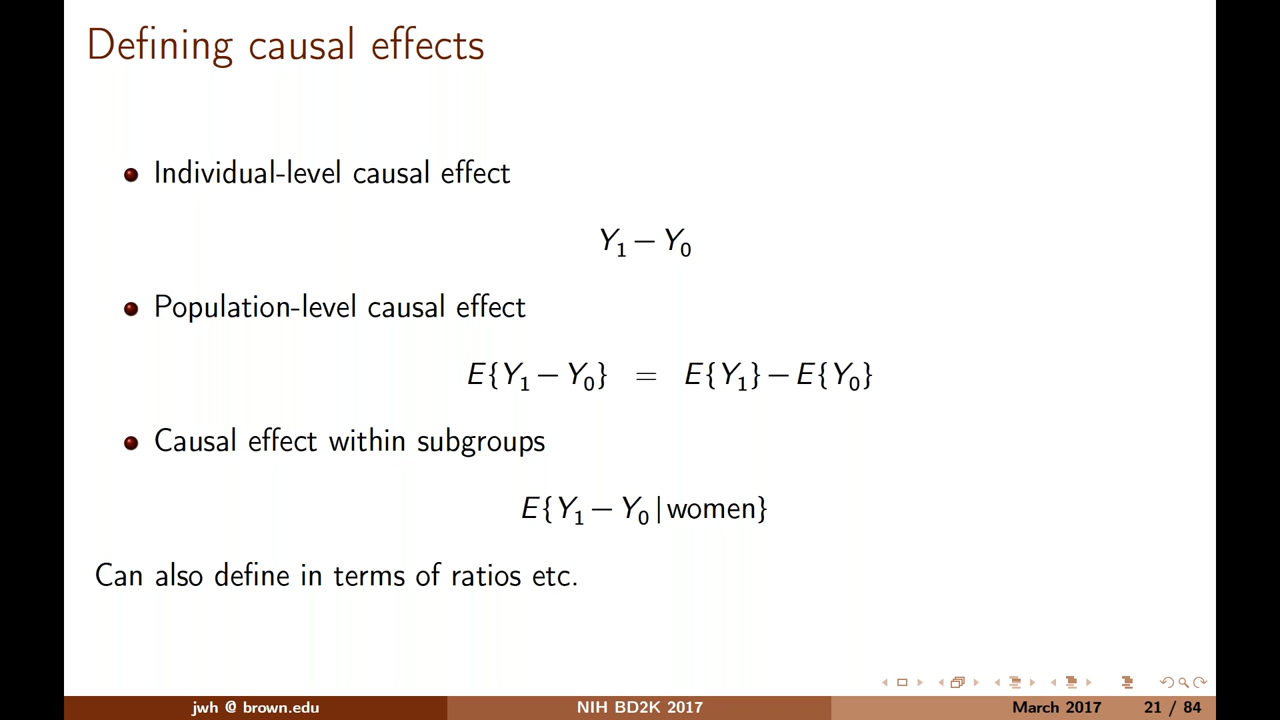 Defining causal effects
Individual-level causal effect
Y₁ − Y₀
Population-level causal effect
E{Y₁ − Y₀} = E{Y₁} − E{Y₀}
Causal effect within subgroups
E{Y₁ − Y₀ | women}
Can also define in terms of ratios etc.
jwh @ brown.edu NIH BD2K 2017 March 2017 21 / 84